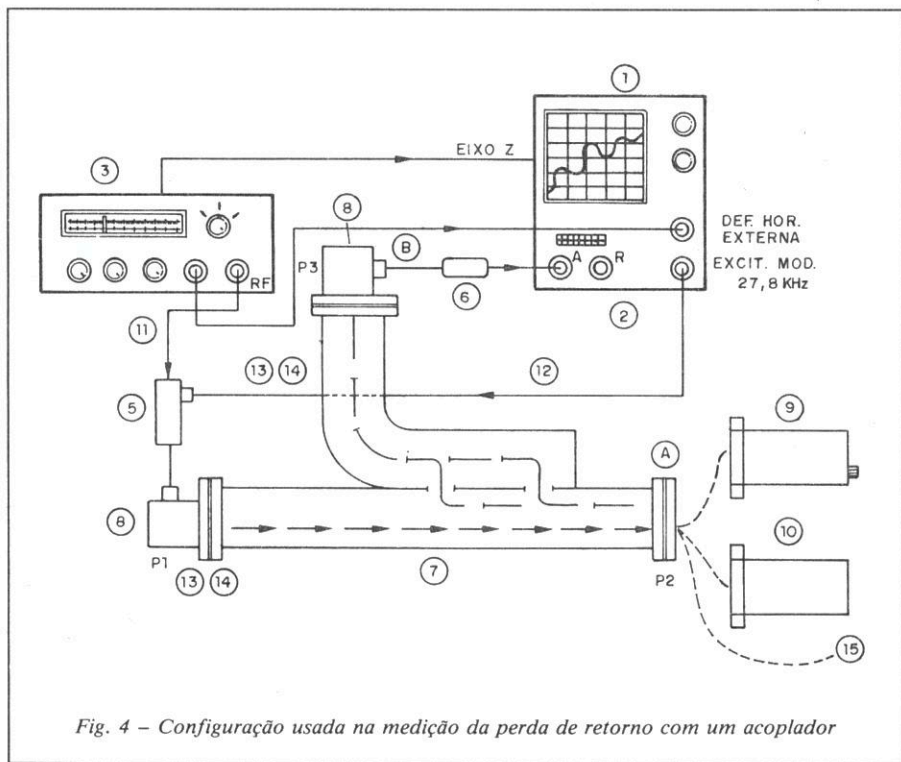 1
EIXO Z
3
8
B
P3
A
R
DEF. HOR.
EXTERNA
EXCIT. MOD.
27,8 KHz
RF
6
2
11
13 14
12
5
9
A
8
10
P1
13 14
7
P2
15
Fig. 4 – Configuração usada na medição da perda de retorno com um acoplador